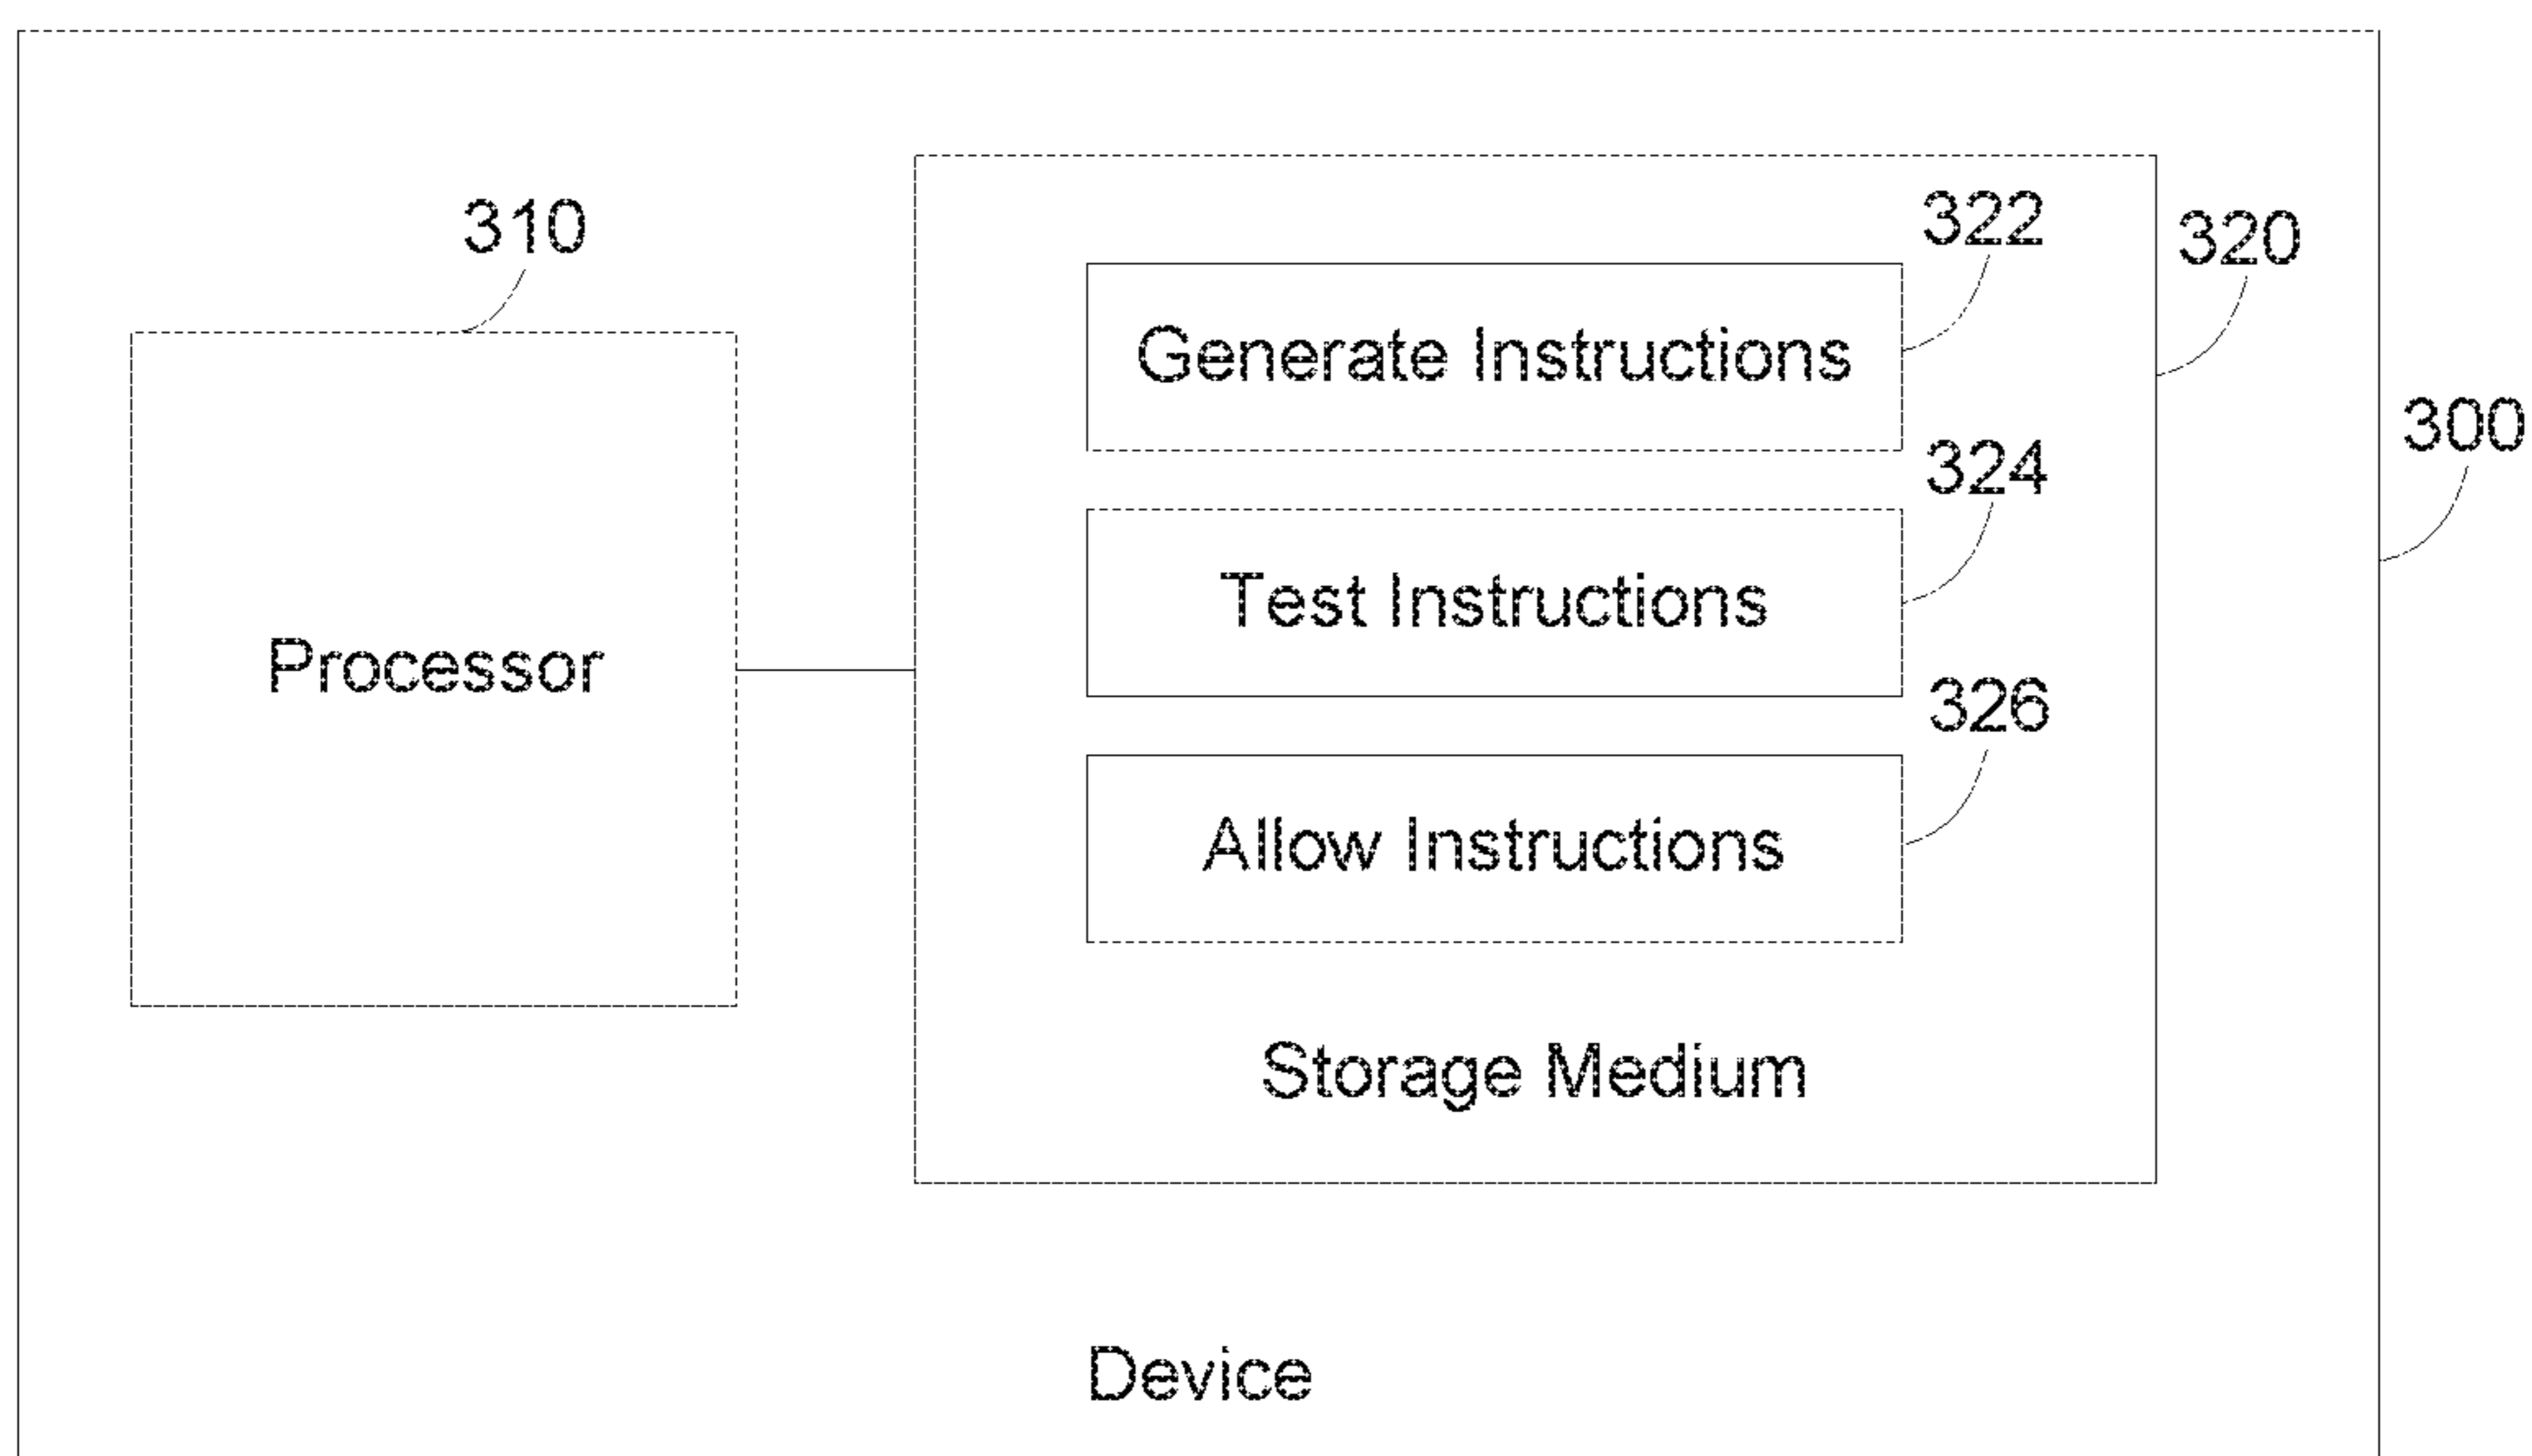 310
322
320
Generate Instructions
300
324
Test Instructions
Processor
326
Allow Instructions
Storage Medium
Device